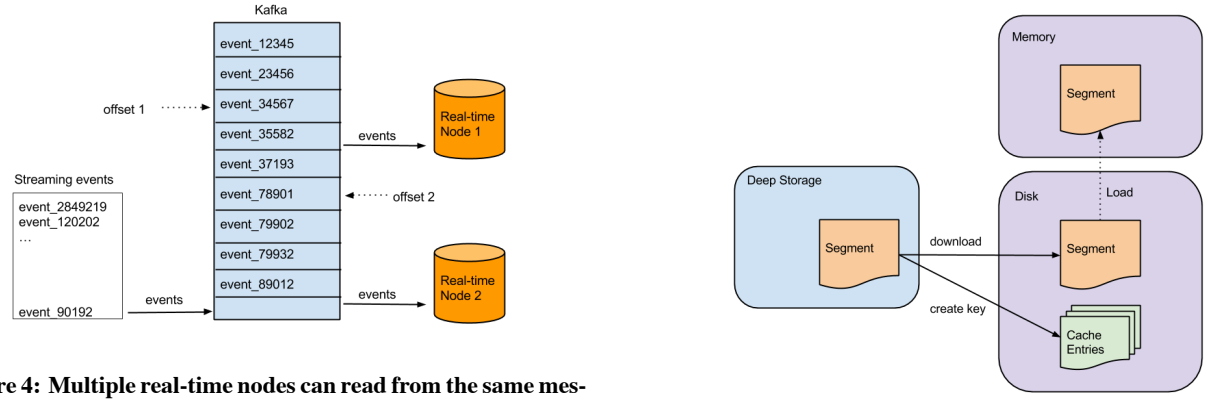 Kafka
event_12345
event_23456
event_34567
offset 1
event_35582
events
Real-time
Node 1
event_37193
event_78901
offset 2
event_79902
event_79932
event_89012
events
Real-time
Node 2
Streaming events
event_2849219
event_120202
...
event_90192
events
re 4: Multiple real-time nodes can read from the same mes-
Memory
Segment
Deep Storage
Segment
download
create key
Disk
Load
Segment
Cache
Entries